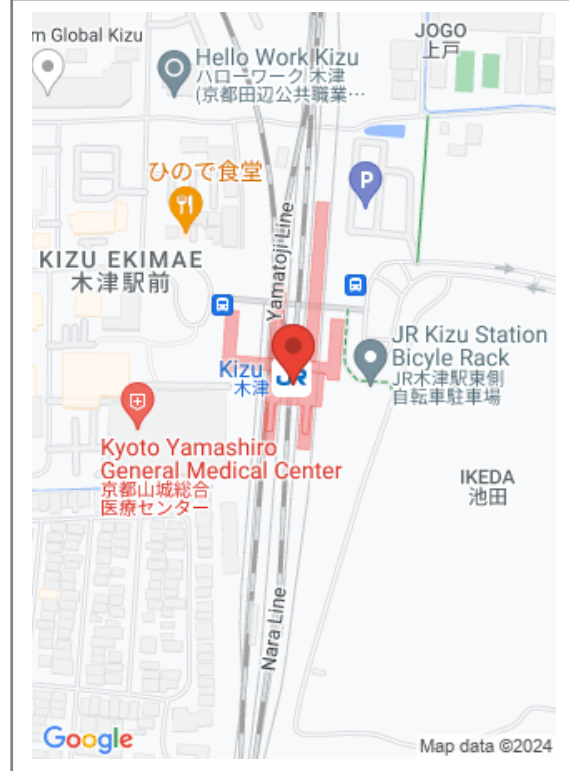 m Global Kizu
Hello Work Kizu
ハローワーク木津
(京都田辺公共職業…
JOGO
上戸
ひので食堂
P
Yamatoji Line
KIZU EKIMAE
木津駅前
Kizu
木津
JR
JR Kizu Station
Bicyle Rack
JR木津駅東側
自転車駐車場
Kyoto Yamashiro
General Medical Center
京都山城総合
医療センター
IKEDA
池田
Nara Line
Google
Map data ©2024